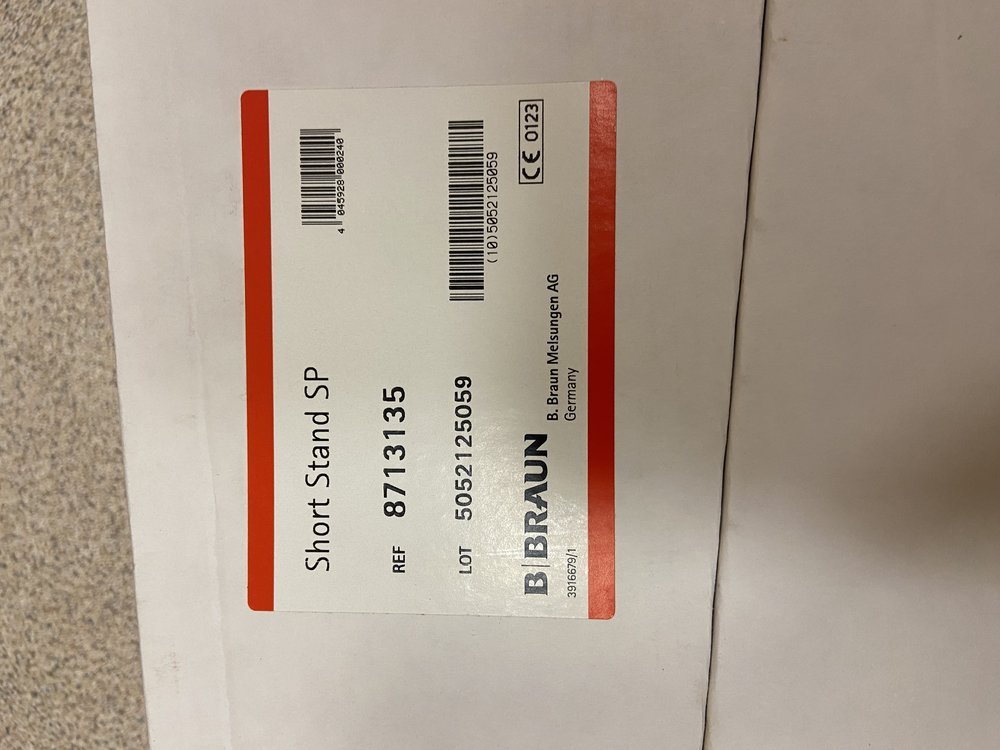 Short Stand SP
4 045928 000240
REF 8713135
LOT 5052125059
(10)5052125059
B|BRAUN
B. Braun Melsungen AG
Germany
CE 0123
3916679/1